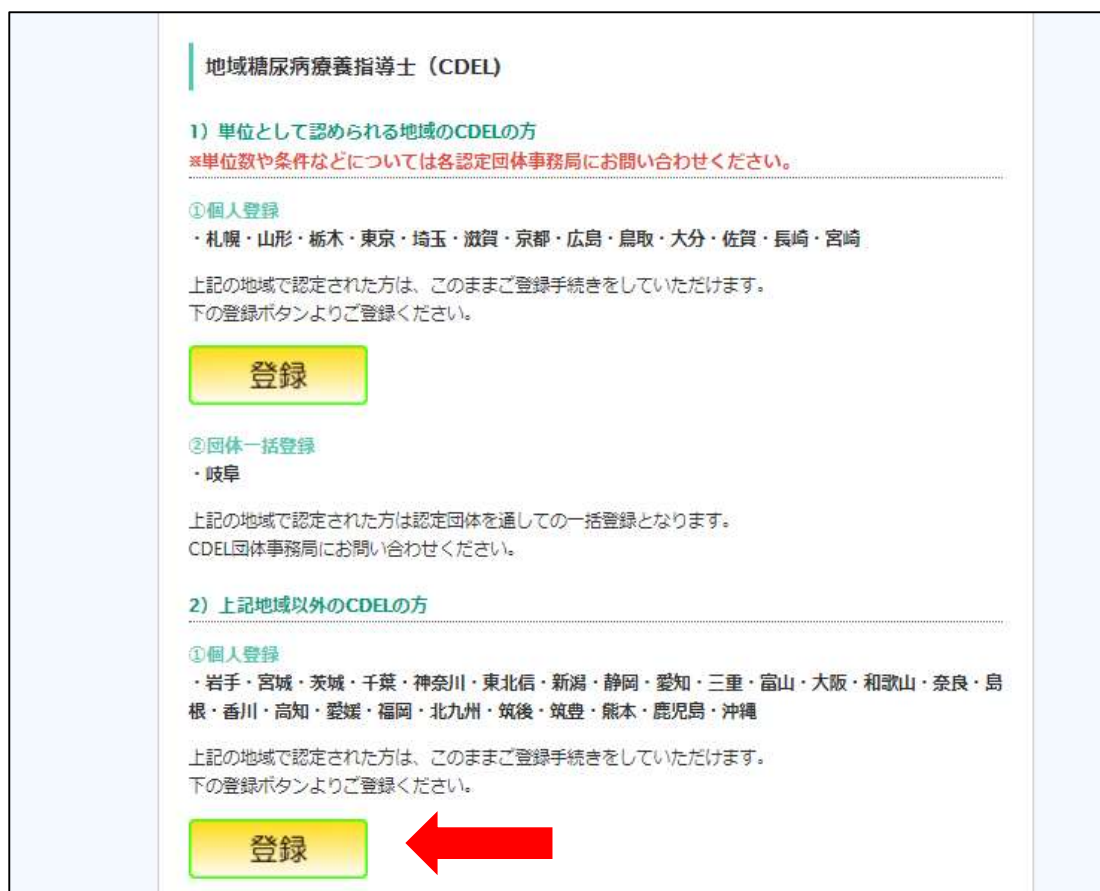 地域糖尿病療養指導士（CDEL)
1）単位として認められる地域のCDELの方
※単位数や条件などについては各認定団体事務局にお問い合わせください。
①個人登録
・札幌・山形・栃木・東京・埼玉・滋賀・京都・広島・鳥取・大分・佐賀・長崎・宮崎
上記の地域で認定された方は、このままご登録手続きをしていただけます。
下の登録ボタンよりご登録ください。
登録
②団体一括登録
・岐阜
上記の地域で認定された方は認定団体を通しての一括登録となります。
CDEL団体事務局にお問い合わせください。
2）上記地域以外のCDELの方
①個人登録
・岩手・宮城・茨城・千葉・神奈川・東北信・新潟・静岡・愛知・三重・富山・大阪・和歌山・奈良・島
根・香川・高知・愛媛・福岡・北九州・筑後・筑豊・熊本・鹿児島・沖縄
上記の地域で認定された方は、このままご登録手続きをしていただけます。
下の登録ボタンよりご登録ください。
登録